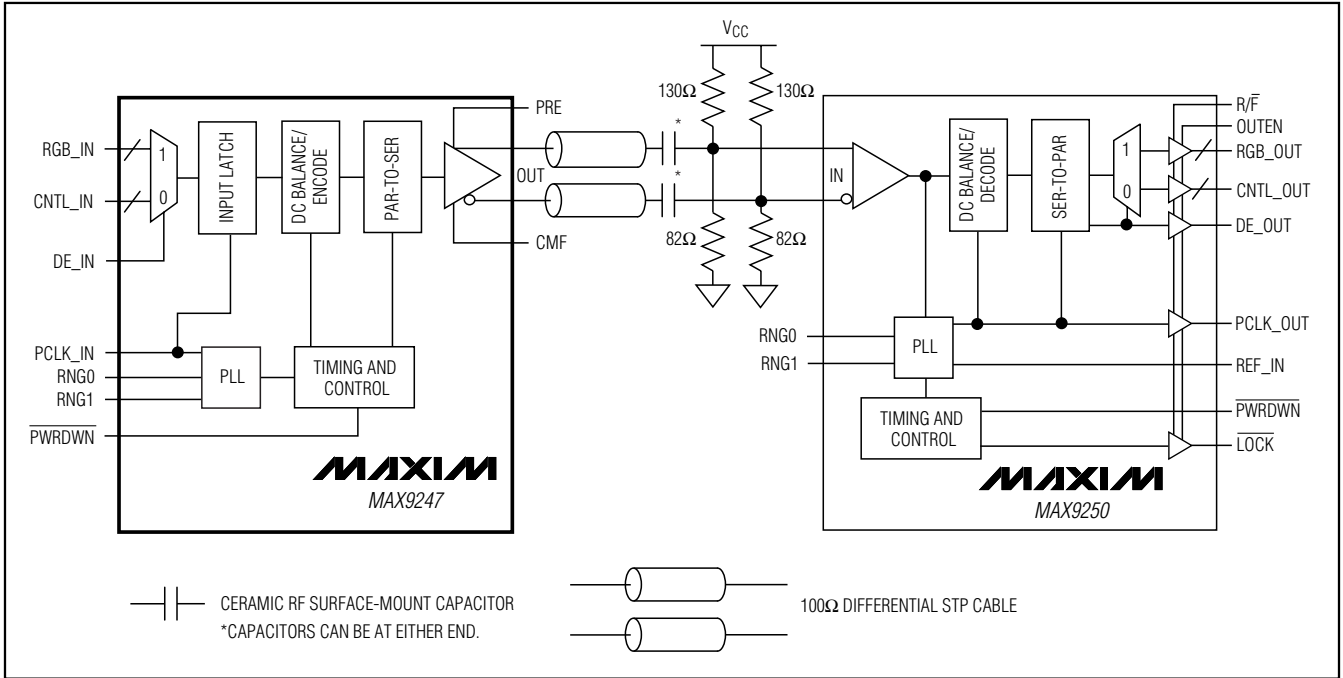 VCC
130Ω
130Ω
82Ω
82Ω
*
*
RGB_IN
CNTL_IN
DE_IN
PCLK_IN
RNG0
RNG1
PWRDWN
1
0
INPUT LATCH
DC BALANCE/
ENCODE
PAR-TO-SER
PLL
TIMING AND
CONTROL
PRE
OUT
CMF
MAXIM
MAX9247
IN
RNG0
RNG1
PLL
TIMING AND
CONTROL
DC BALANCE/
DECODE
SER-TO-PAR
1
0
R/F
OUTEN
RGB_OUT
CNTL_OUT
DE_OUT
PCLK_OUT
REF_IN
PWRDWN
LOCK
MAXIM
MAX9250
CERAMIC RF SURFACE-MOUNT CAPACITOR
*CAPACITORS CAN BE AT EITHER END.
100Ω DIFFERENTIAL STP CABLE